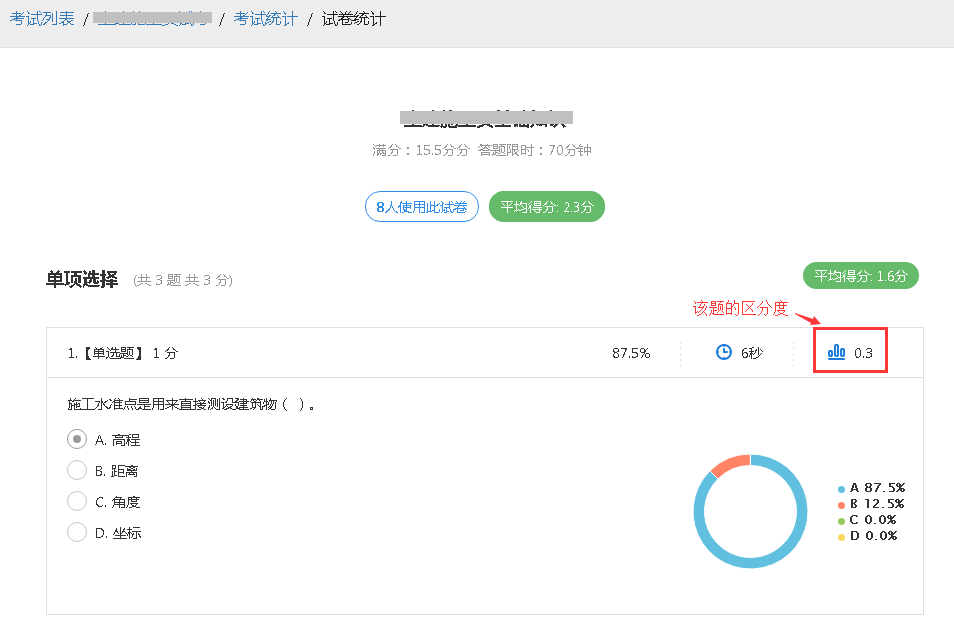 考试列表 / / 考试统计 / 试卷统计
满分：15.5分分 答题限时：70分钟
8人使用此试卷 平均得分: 2.3分
单项选择 (共 3 题 共 3 分)
平均得分: 1.6分
该题的区分度
1.【单选题】 1 分 87.5% 6秒 0.3
施工水准点是用来直接测设建筑物（ ）。
A. 高程
B. 距离
C. 角度
D. 坐标
A 87.5%
B 12.5%
C 0.0%
D 0.0%